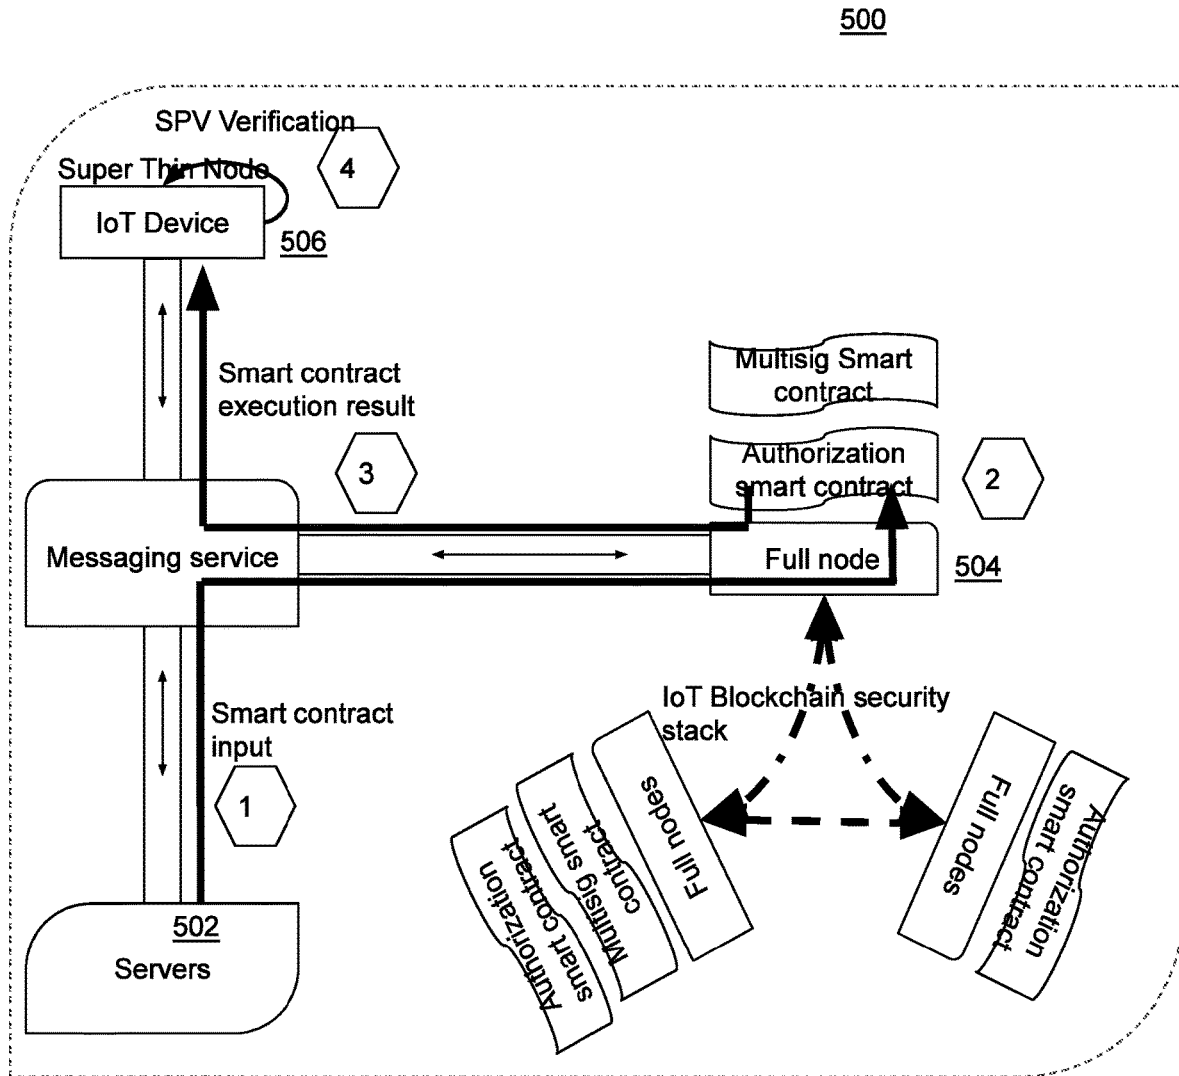 500
SPV Verification
4
Super Thin Node
IoT Device
506
Smart contract
execution result
3
Multisig Smart
contract
Authorization
smart contract
2
Messaging service
Full node
504
IoT Blockchain security
stack
Smart contract
input
1
Full nodes
Multisig smart
contract
Authorization
smart contract
Full nodes
Authorization
smart contract
502
Servers